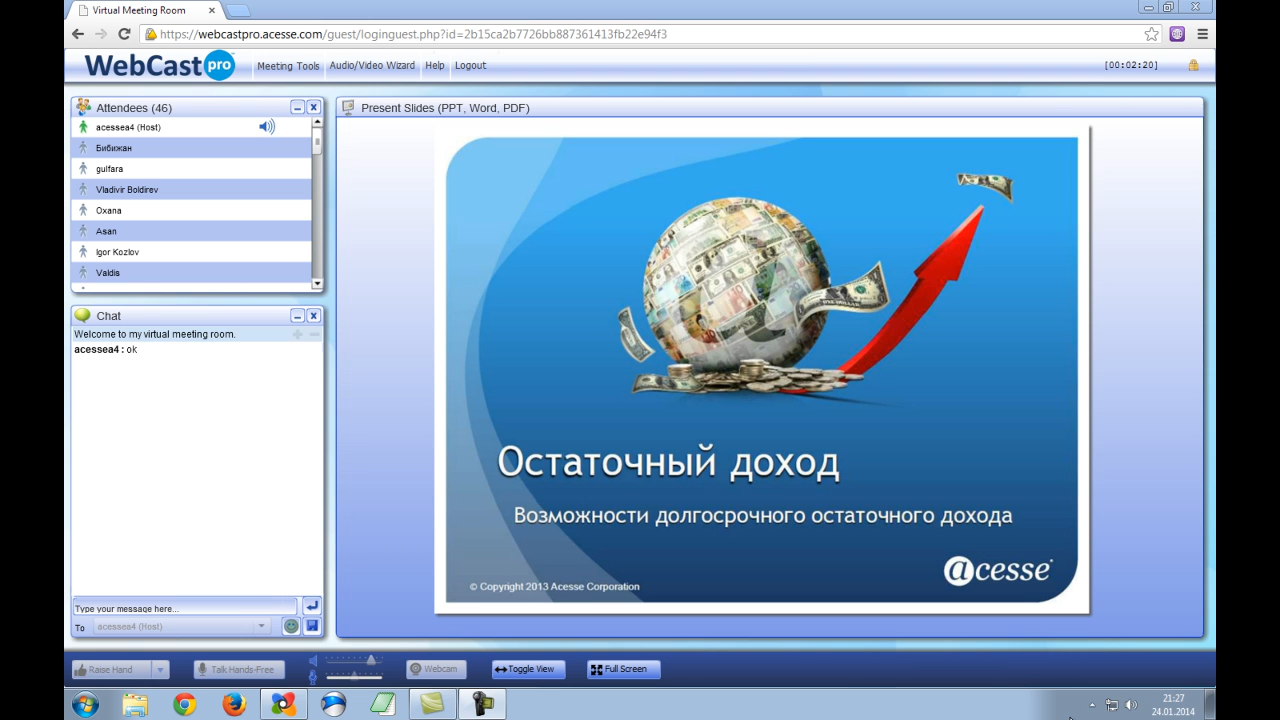 Virtual Meeting Room
https://webcastpro.acesse.com/guest/loginguest.php?id=2b15ca2b7726bb887361413fb22e94f3
WebCast pro
Meeting Tools Audio/Video Wizard Help Logout
[00:02:20]
Attendees (46)
acessea4 (Host)
Бибижан
gulfara
Vladivir Boldirev
Oxana
Asan
Igor Kozlov
Valdis
Chat
Welcome to my virtual meeting room.
acessea4 : ok
Type your message here...
To acessea4 (Host)
Present Slides (PPT, Word, PDF)
Остаточный доход
Возможности долгосрочного остаточного дохода
acesse
© Copyright 2013 Acesse Corporation
Raise Hand Talk Hands-Free Webcam Toggle View Full Screen
21:27
24.01.2014